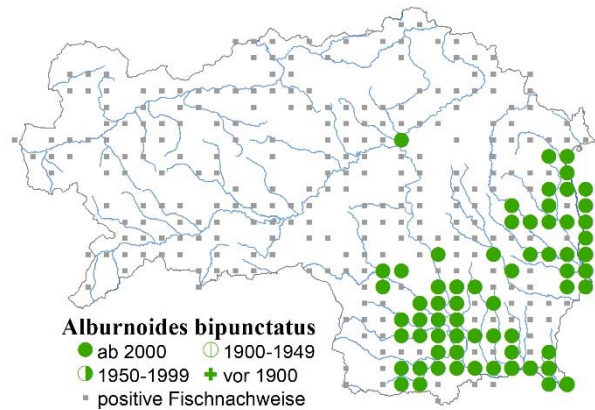 Alburnoides bipunctatus
ab 2000 1900-1949
1950-1999 vor 1900
positive Fischnachweise